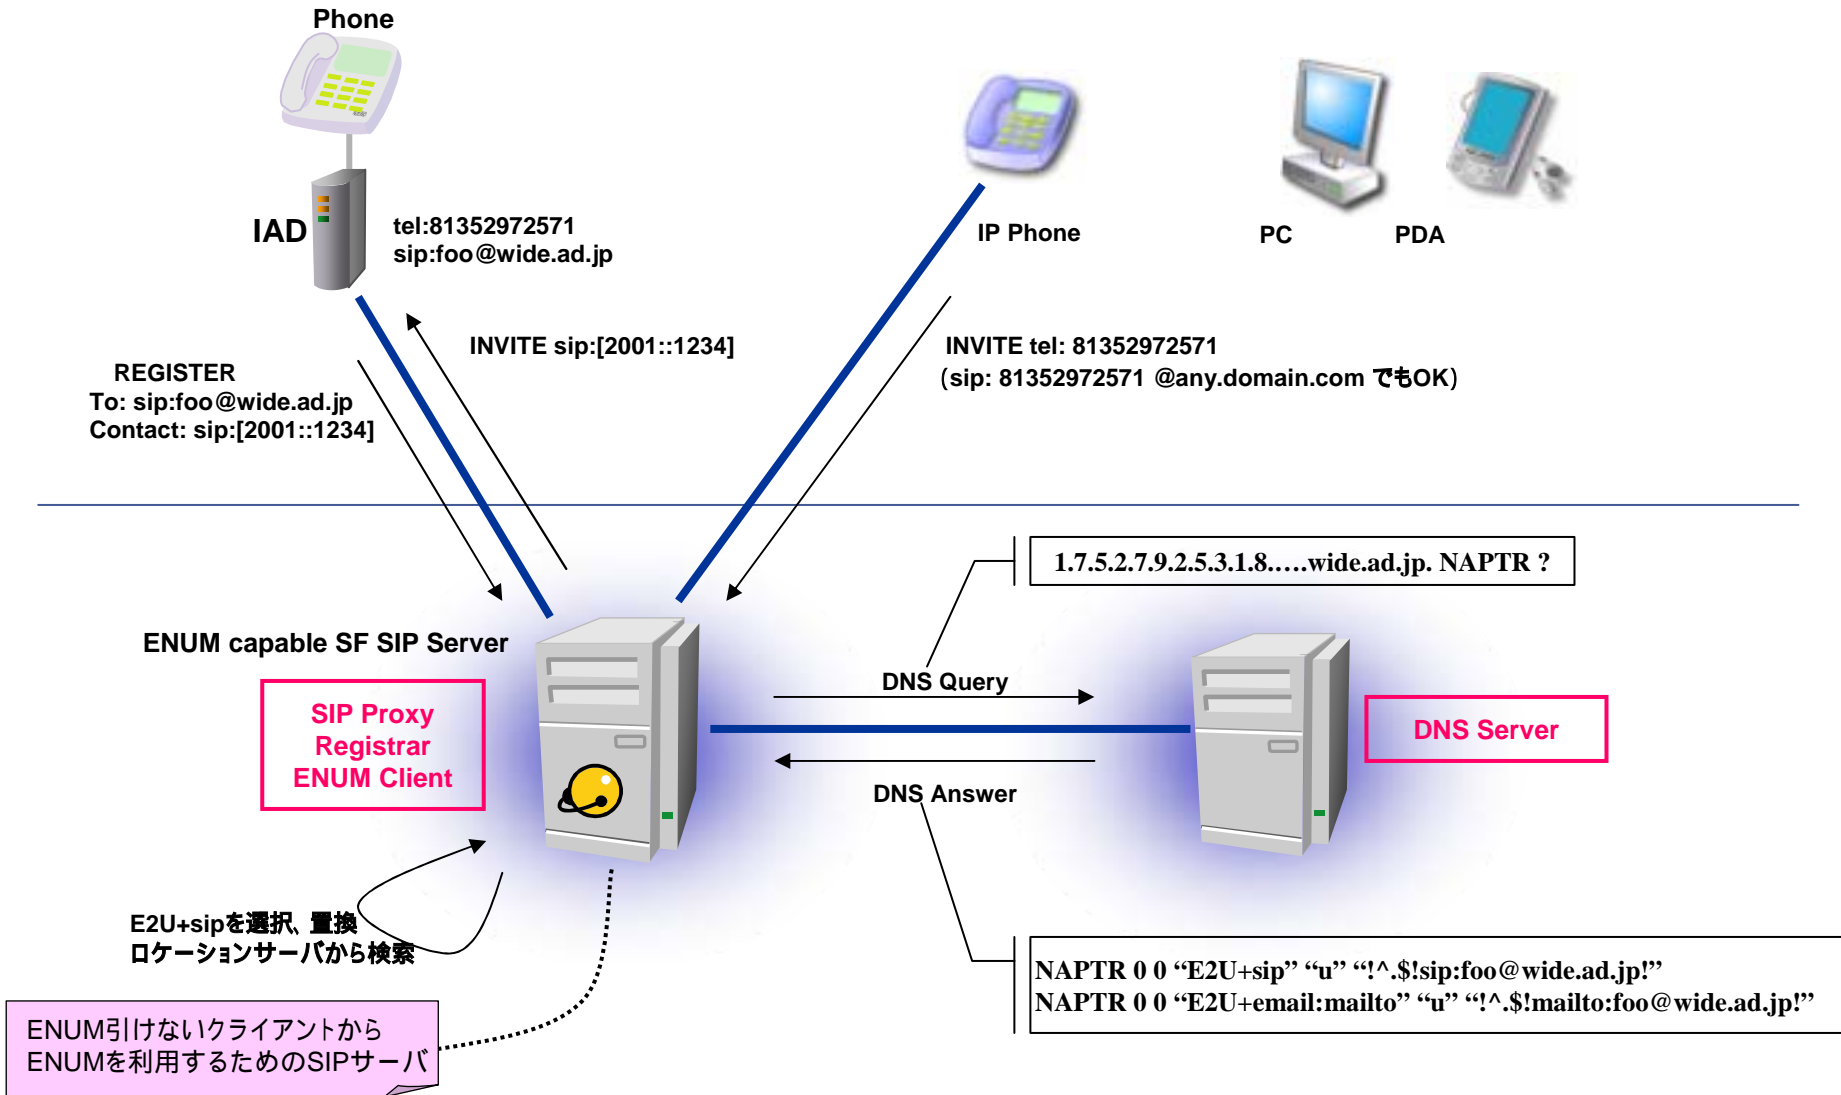 Phone
IAD
tel:81352972571
sip:foo@wide.ad.jp
IP Phone
PC
PDA
INVITE sip:[2001::1234]
INVITE tel: 81352972571
(sip: 81352972571 @any.domain.com でもOK)
REGISTER
To: sip:foo@wide.ad.jp
Contact: sip:[2001::1234]
1.7.5.2.7.9.2.5.3.1.8.….wide.ad.jp. NAPTR ?
ENUM capable SF SIP Server
SIP Proxy
Registrar
ENUM Client
DNS Query
DNS Server
DNS Answer
E2U+sipを選択、置換
ロケーションサーバから検索
NAPTR 0 0 “E2U+sip” “u” “!^.$!sip:foo@wide.ad.jp!”
NAPTR 0 0 “E2U+email:mailto” “u” “!^.$!mailto:foo@wide.ad.jp!”
ENUM引けないクライアントから
ENUMを利用するためのSIPサーバ